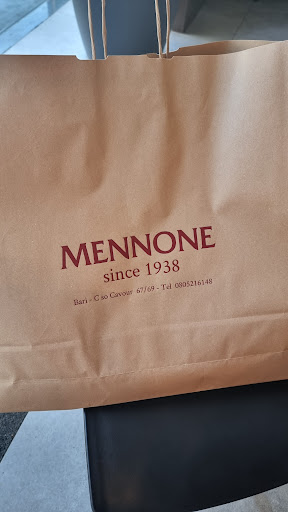 MENNONE
since 1938
Bari - C so Cavour 67/69 - Tel 0805216148